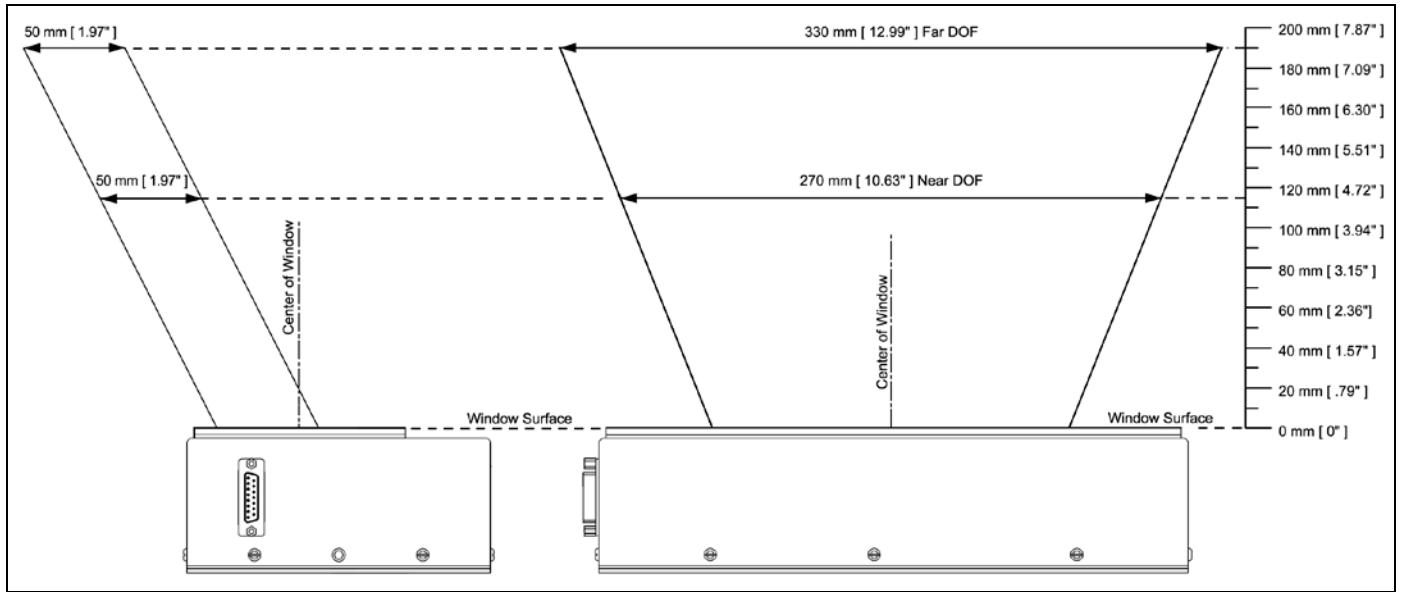 50 mm [ 1.97" ]
330 mm [ 12.99" ] Far DOF
200 mm [ 7.87" ]
180 mm [ 7.09" ]
160 mm [ 6.30" ]
140 mm [ 5.51" ]
50 mm [ 1.97" ]
270 mm [ 10.63" ] Near DOF
120 mm [ 4.72" ]
100 mm [ 3.94" ]
Center of Window
Center of Window
80 mm [ 3.15" ]
60 mm [ 2.36"]
40 mm [ 1.57" ]
20 mm [ .79" ]
Window Surface
Window Surface
0 mm [ 0" ]